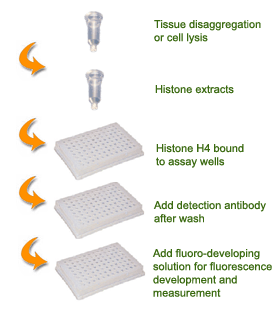 Tissue disaggregation
or cell lysis
Histone extracts
Histone H4 bound
to assay wells
Add detection antibody
after wash
Add fluoro-developing
solution for fluorescence
development and
measurement